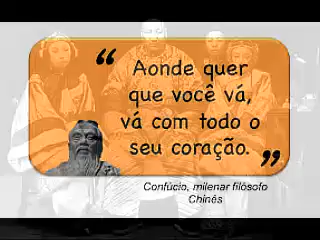 “Aonde quer
que você vá,
vá com todo o
seu coração.”
Confúcio, milenar filósofo
Chinês